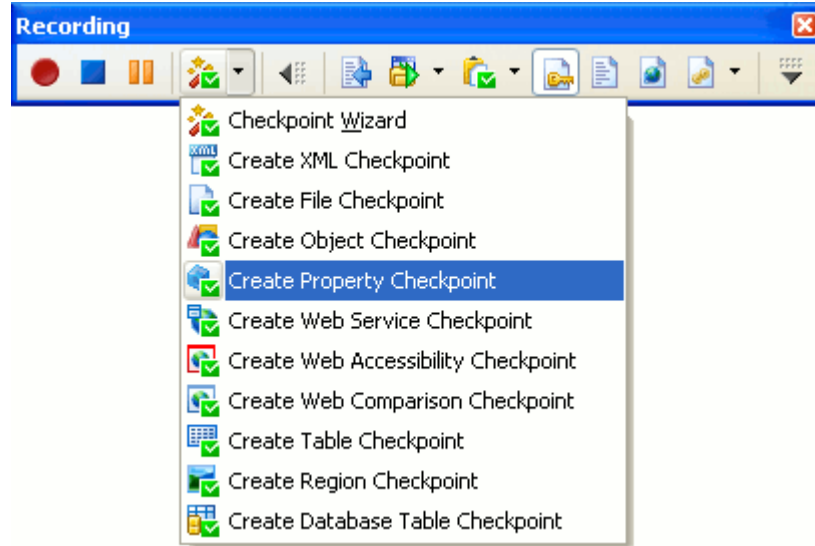 Recording
Checkpoint Wizard
XML
Create XML Checkpoint
Create File Checkpoint
Create Object Checkpoint
Create Property Checkpoint
Create Web Service Checkpoint
Create Web Accessibility Checkpoint
Create Web Comparison Checkpoint
Create Table Checkpoint
Create Region Checkpoint
Create Database Table Checkpoint